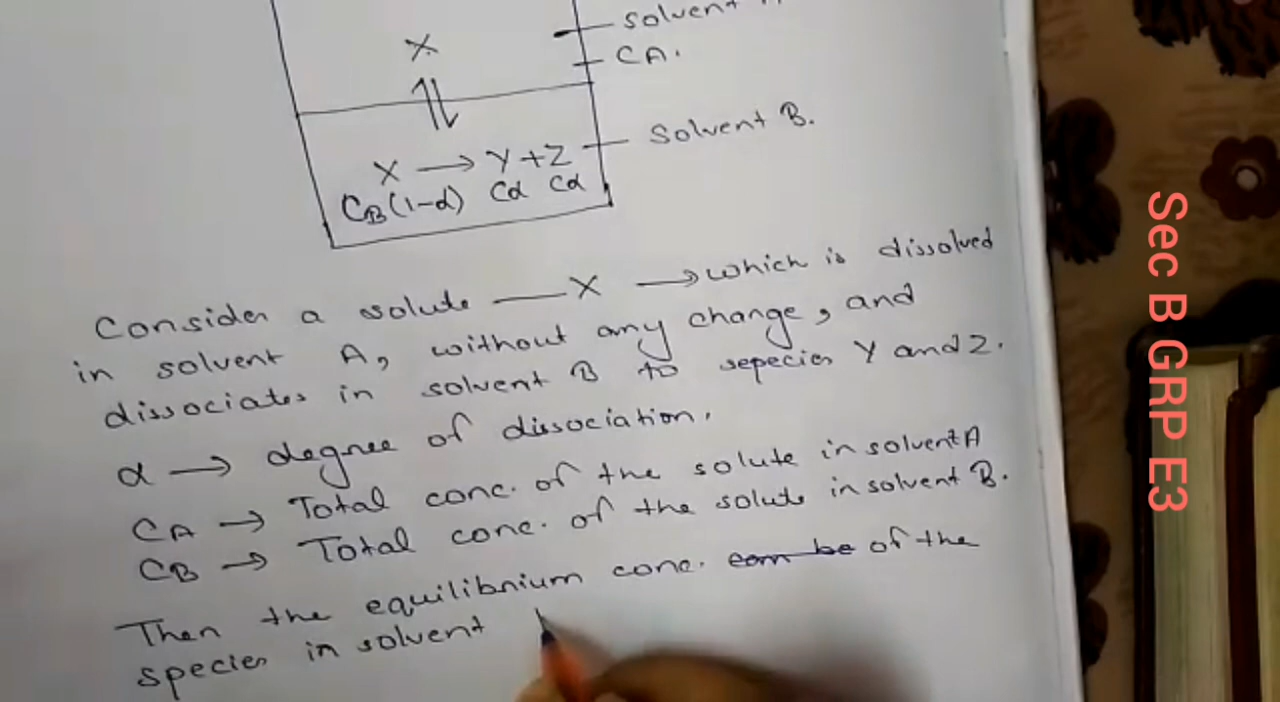 solvent
X
CA.
Solvent B.
X → Y + Z
CB(1-α) Cα Cα
Consider a solute — X → which is dissolved
in solvent A, without any change, and
dissociates in solvent B to sepecies Y and Z.
α → degree of dissociation.
CA → Total conc. of the solute in solvent A
CB → Total conc. of the solute in solvent B.
Then the equilibrium conc. can be of the
species in solvent
Sec B GRP E3